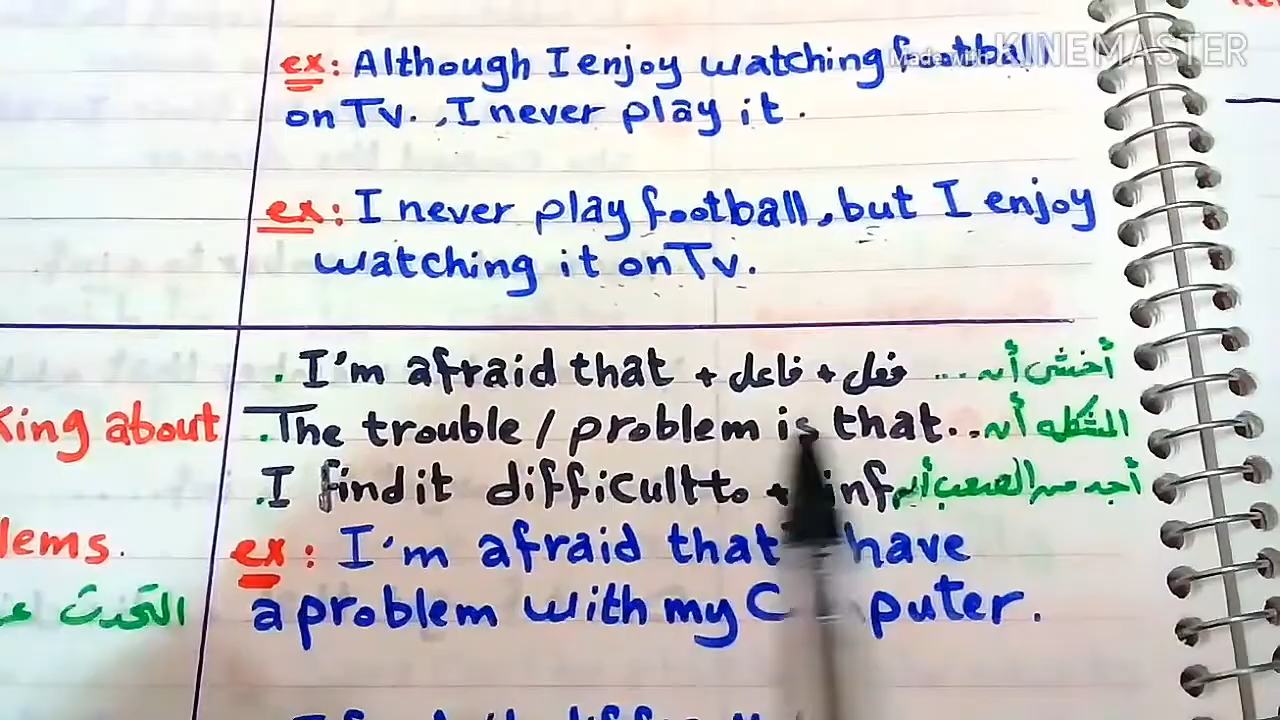 ex: Although I enjoy watching football
on Tv. , I never play it.
Made with KINEMASTER
ex: I never play football, but I enjoy
watching it on Tv.
. I'm afraid that + فاعل + فعل ... أخشى أنه
king about
. The trouble / problem is that.. المشكلة أنه
. I find it difficult to + inf أجد من الصعب أن
lems.
ex: I'm afraid that have
التحدث
a problem with my C puter.